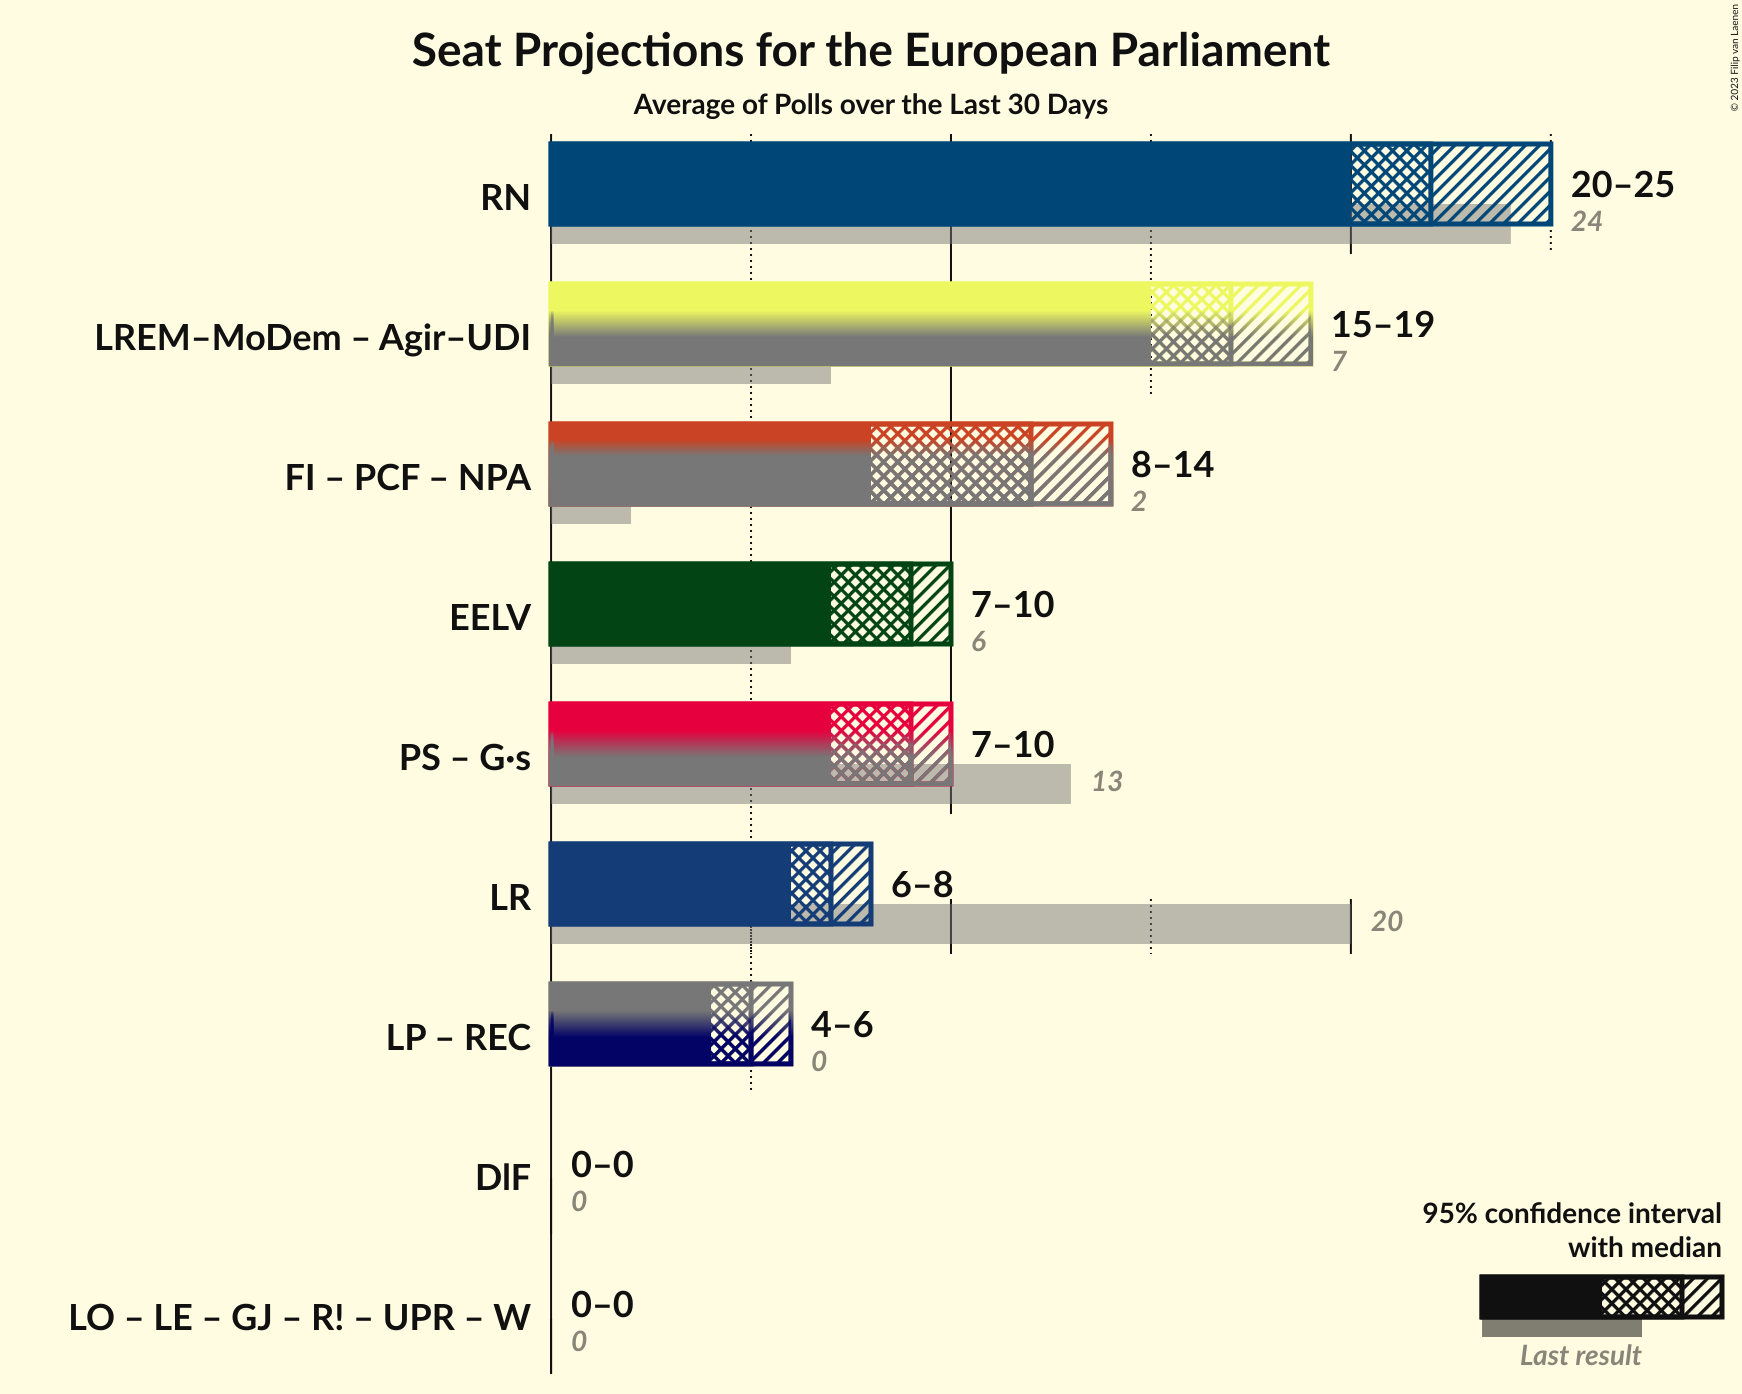 Seat Projections for the European Parliament
Average of Polls over the Last 30 Days
© 2023 Filip van Laenen
RN
20–25
24
LREM–MoDem – Agir–UDI
15–19
7
FI – PCF – NPA
8–14
2
EELV
7–10
6
PS – G·s
7–10
13
LR
6–8
20
LP – REC
4–6
0
DIF
0–0
0
LO – LE – GJ – R! – UPR – W
0–0
0
95% confidence interval
with median
Last result